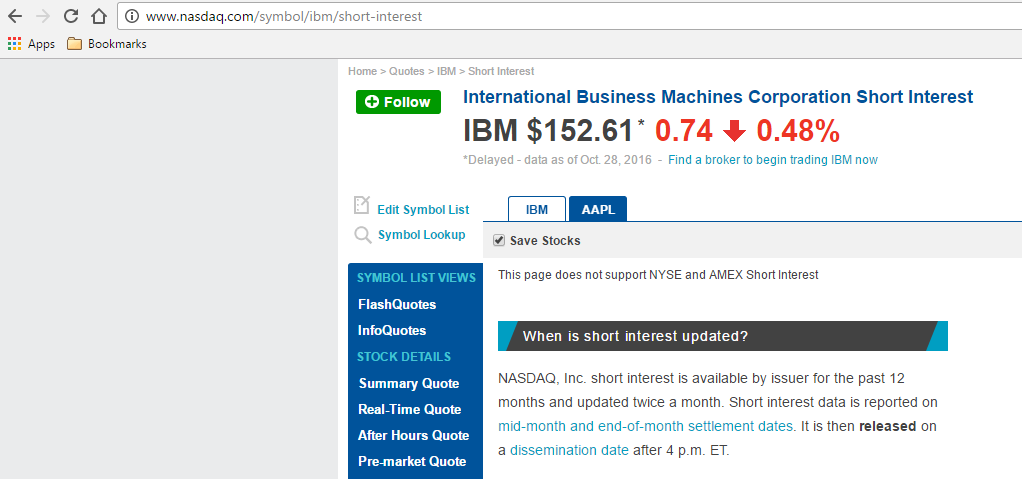 www.nasdaq.com/symbol/ibm/short-interest
Apps Bookmarks
Home > Quotes > IBM > Short Interest
Follow
International Business Machines Corporation Short Interest
IBM $152.61* 0.74 0.48%
*Delayed - data as of Oct. 28, 2016 - Find a broker to begin trading IBM now
Edit Symbol List
Symbol Lookup
IBM AAPL
Save Stocks
SYMBOL LIST VIEWS
FlashQuotes
InfoQuotes
STOCK DETAILS
Summary Quote
Real-Time Quote
After Hours Quote
Pre-market Quote
This page does not support NYSE and AMEX Short Interest
When is short interest updated?
NASDAQ, Inc. short interest is available by issuer for the past 12
months and updated twice a month. Short interest data is reported on
mid-month and end-of-month settlement dates. It is then released on
a dissemination date after 4 p.m. ET.